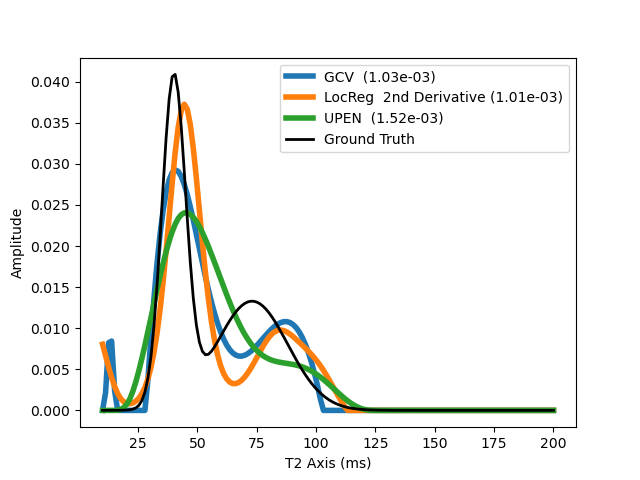 GCV (1.03e-03)
LocReg 2nd Derivative (1.01e-03)
UPEN (1.52e-03)
Ground Truth
0.040
0.035
0.030
0.025
0.020
0.015
0.010
0.005
0.000
Amplitude
25 50 75 100 125 150 175 200
T2 Axis (ms)